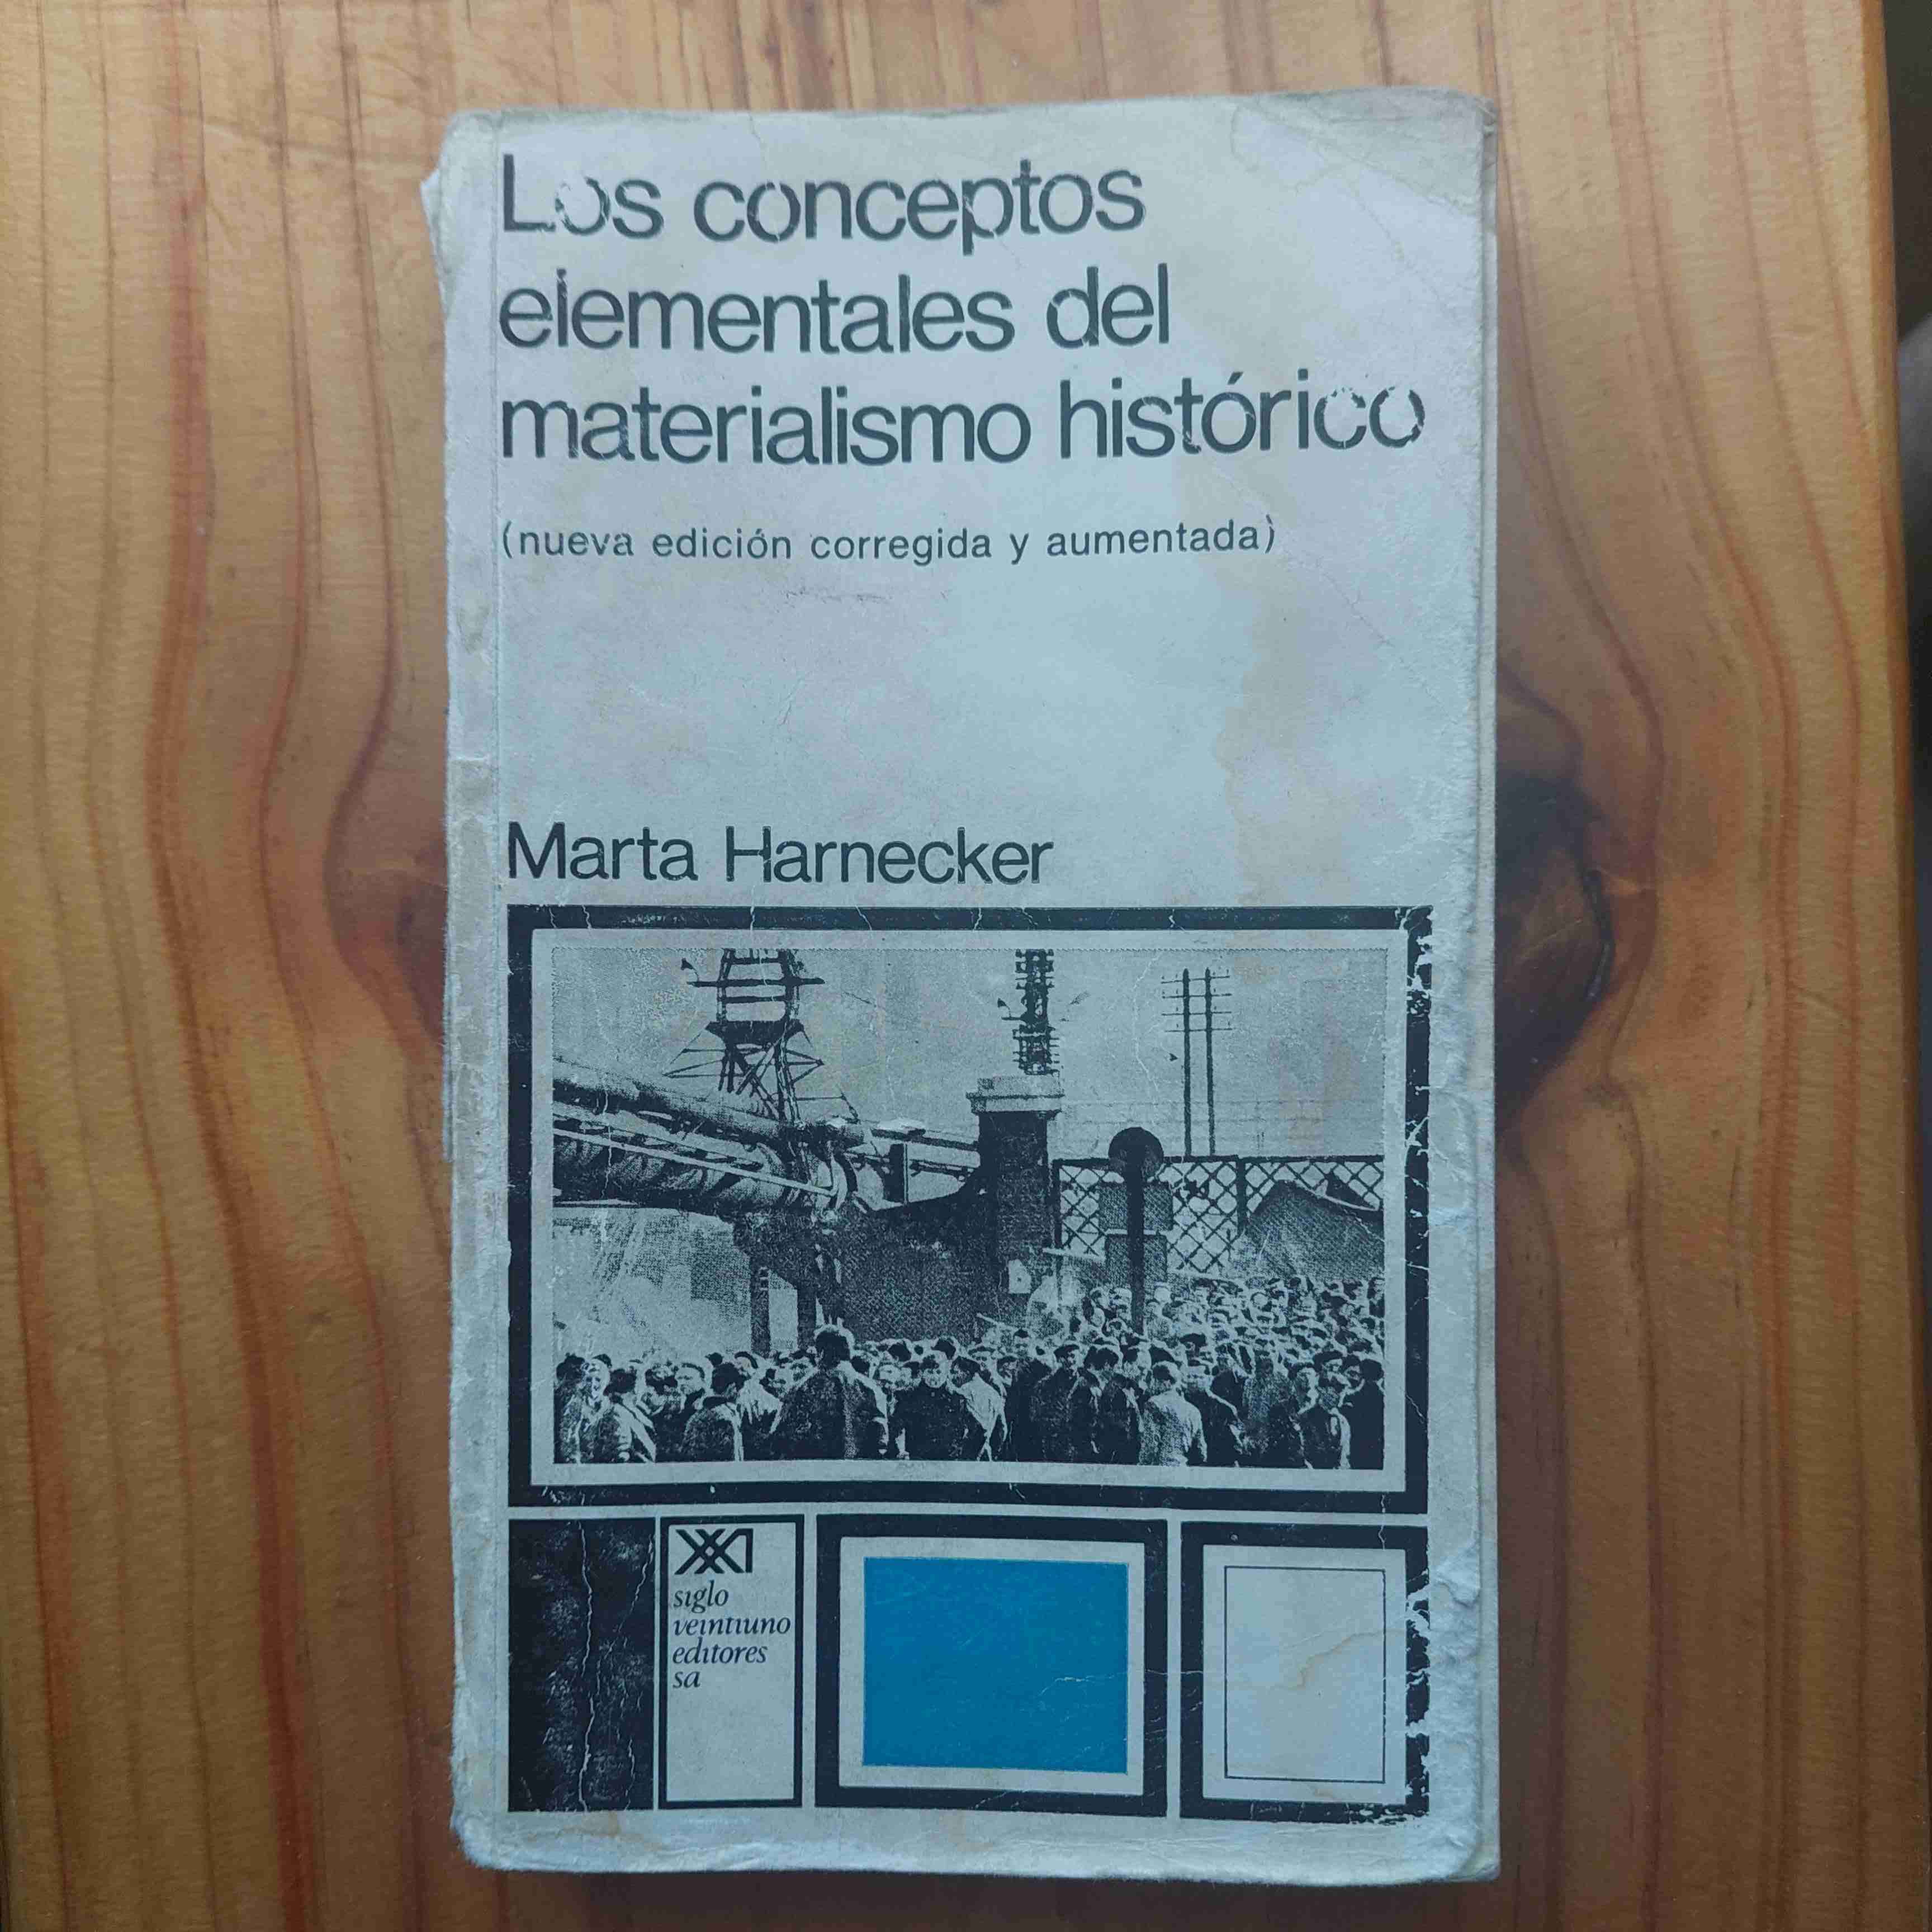 Los conceptos
elementales del
materialismo histórico
(nueva edición corregida y aumentada)
Marta Harnecker
XXI
siglo
veintiuno
editores
sa